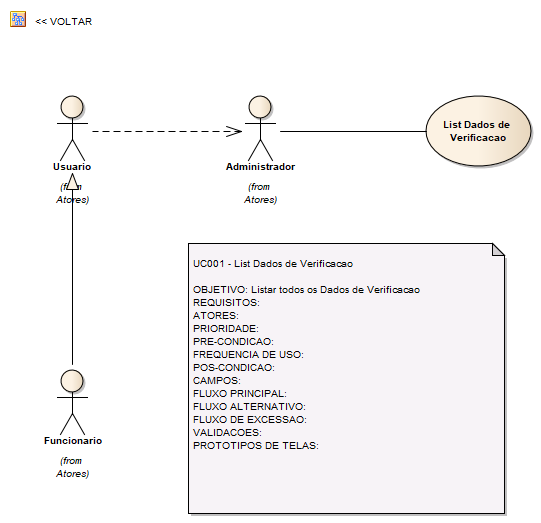 << VOLTAR
Usuario
(from
Atores)
Administrador
(from
Atores)
List Dados de
Verificacao
UC001 - List Dados de Verificacao
OBJETIVO: Listar todos os Dados de Verificacao
REQUISITOS:
ATORES:
PRIORIDADE:
PRE-CONDICAO:
FREQUENCIA DE USO:
POS-CONDICAO:
CAMPOS:
FLUXO PRINCIPAL:
FLUXO ALTERNATIVO:
FLUXO DE EXCESSAO:
VALIDACOES:
PROTOTIPOS DE TELAS:
Funcionario
(from
Atores)